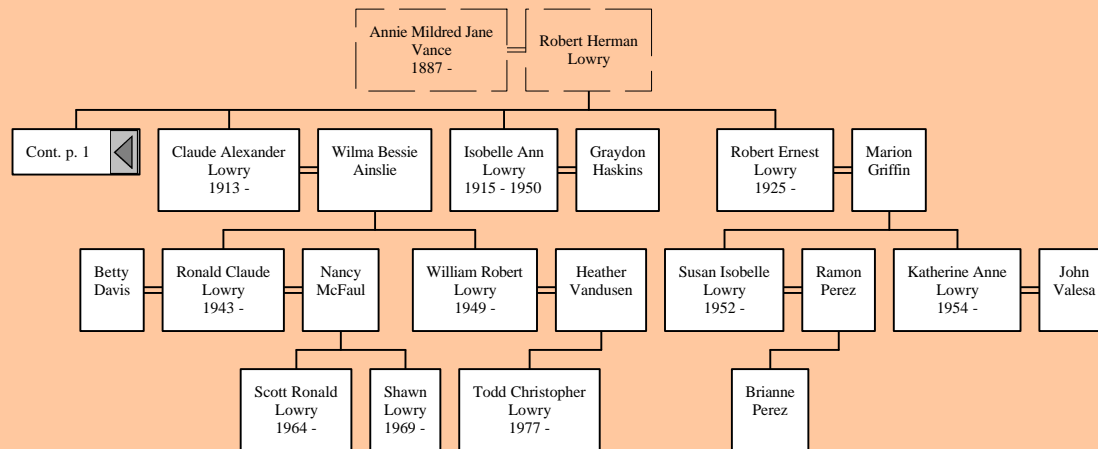 Annie Mildred Jane
Vance
1887 -
Robert Herman
Lowry
Cont. p. 1
Claude Alexander
Lowry
1913 -
Wilma Bessie
Ainslie
Isobelle Ann
Lowry
1915 - 1950
Graydon
Haskins
Robert Ernest
Lowry
1925 -
Marion
Griffin
Betty
Davis
Ronald Claude
Lowry
1943 -
Nancy
McFaul
William Robert
Lowry
1949 -
Heather
Vandusen
Susan Isobelle
Lowry
1952 -
Ramon
Perez
Katherine Anne
Lowry
1954 -
John
Valesa
Scott Ronald
Lowry
1964 -
Shawn
Lowry
1969 -
Todd Christopher
Lowry
1977 -
Brianne
Perez